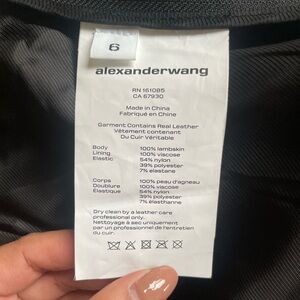 6
alexanderwang
RN 161085
CA 67930
Made in China
Fabriqué en Chine
Garment Contains Real Leather
Vêtement contenant
Du Cuir Véritable
Body 100% lambskin
Lining 100% viscose
Elastic 54% nylon
39% polyester
7% elastane
Corps 100% peau d'agneau
Doublure 100% viscose
Elastique 54% nylon
39% polyester
7% élasthanne
Dry clean by a leather care
professional only.
Nettoyage à sec uniquement
par un professionnel de l'entretien
du cuir.